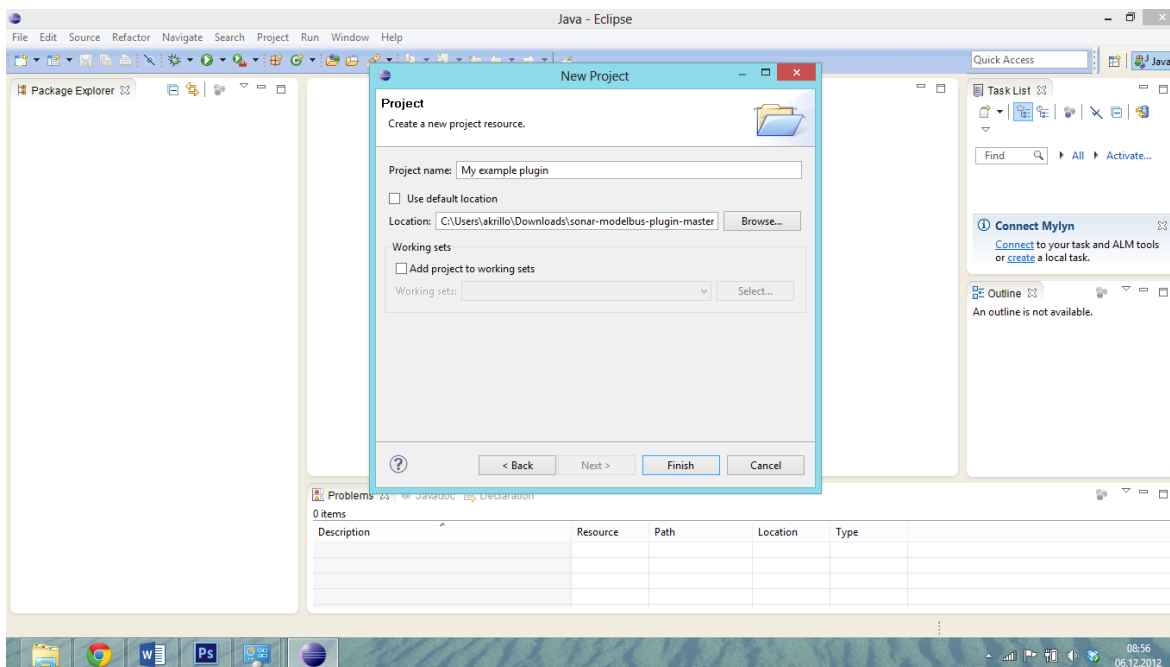 Java - Eclipse
File Edit Source Refactor Navigate Search Project Run Window Help
Quick Access
Java
Package Explorer
New Project
Project
Create a new project resource.
Project name: My example plugin
Use default location
Location: C:\Users\akrillo\Downloads\sonar-modelbus-plugin-master Browse...
Working sets
Add project to working sets
Working sets: Select...
? < Back Next > Finish Cancel
Task List
Find All Activate...
Connect Mylyn
Connect to your task and ALM tools
or create a local task.
Outline
An outline is not available.
Problems @ Javadoc Declaration
0 items
Description Resource Path Location Type
W Ps
08:56
06.12.2012